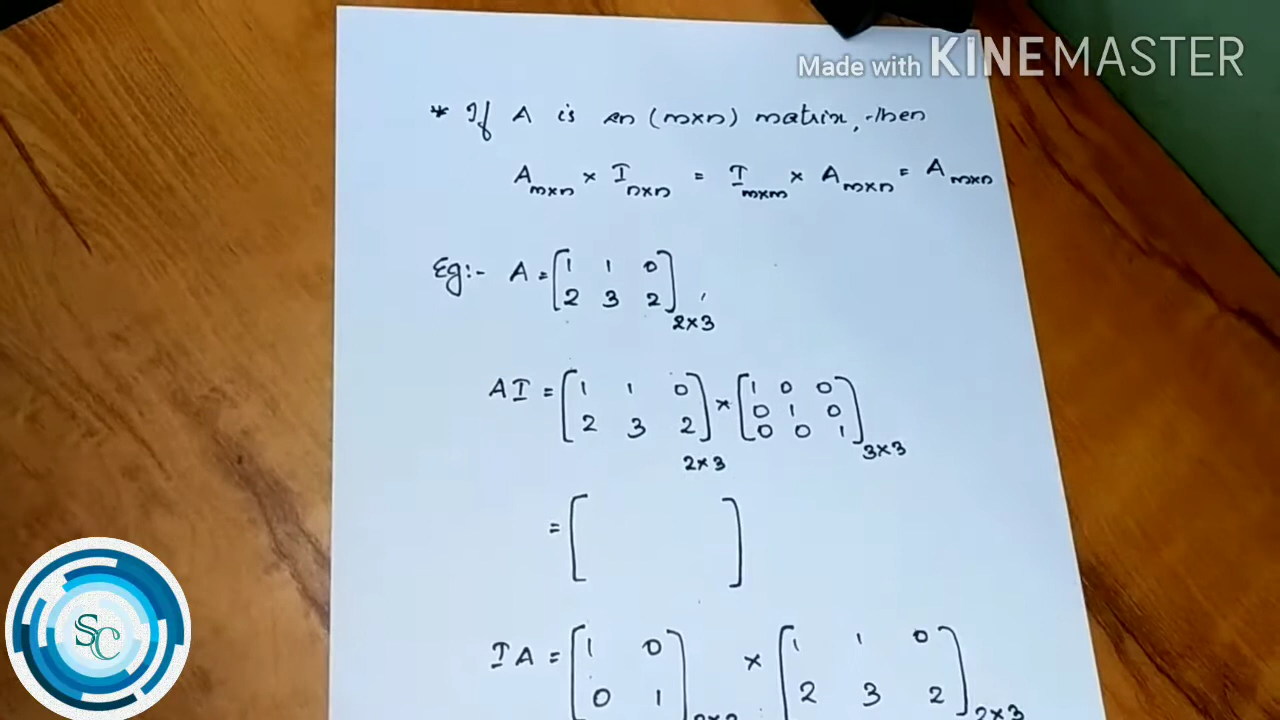 Made with KINEMASTER
* If A is an (m×n) matrix, then
A m×n × I n×n = I m×m × A m×n = A m×n
Eg:- A = [1 1 0
2 3 2] 2×3
AI = [1 1 0
2 3 2] 2×3 × [1 0 0
0 1 0
0 0 1] 3×3
= [ ]
IA = [1 0
0 1] 2×2 × [1 1 0
2 3 2] 2×3
SC